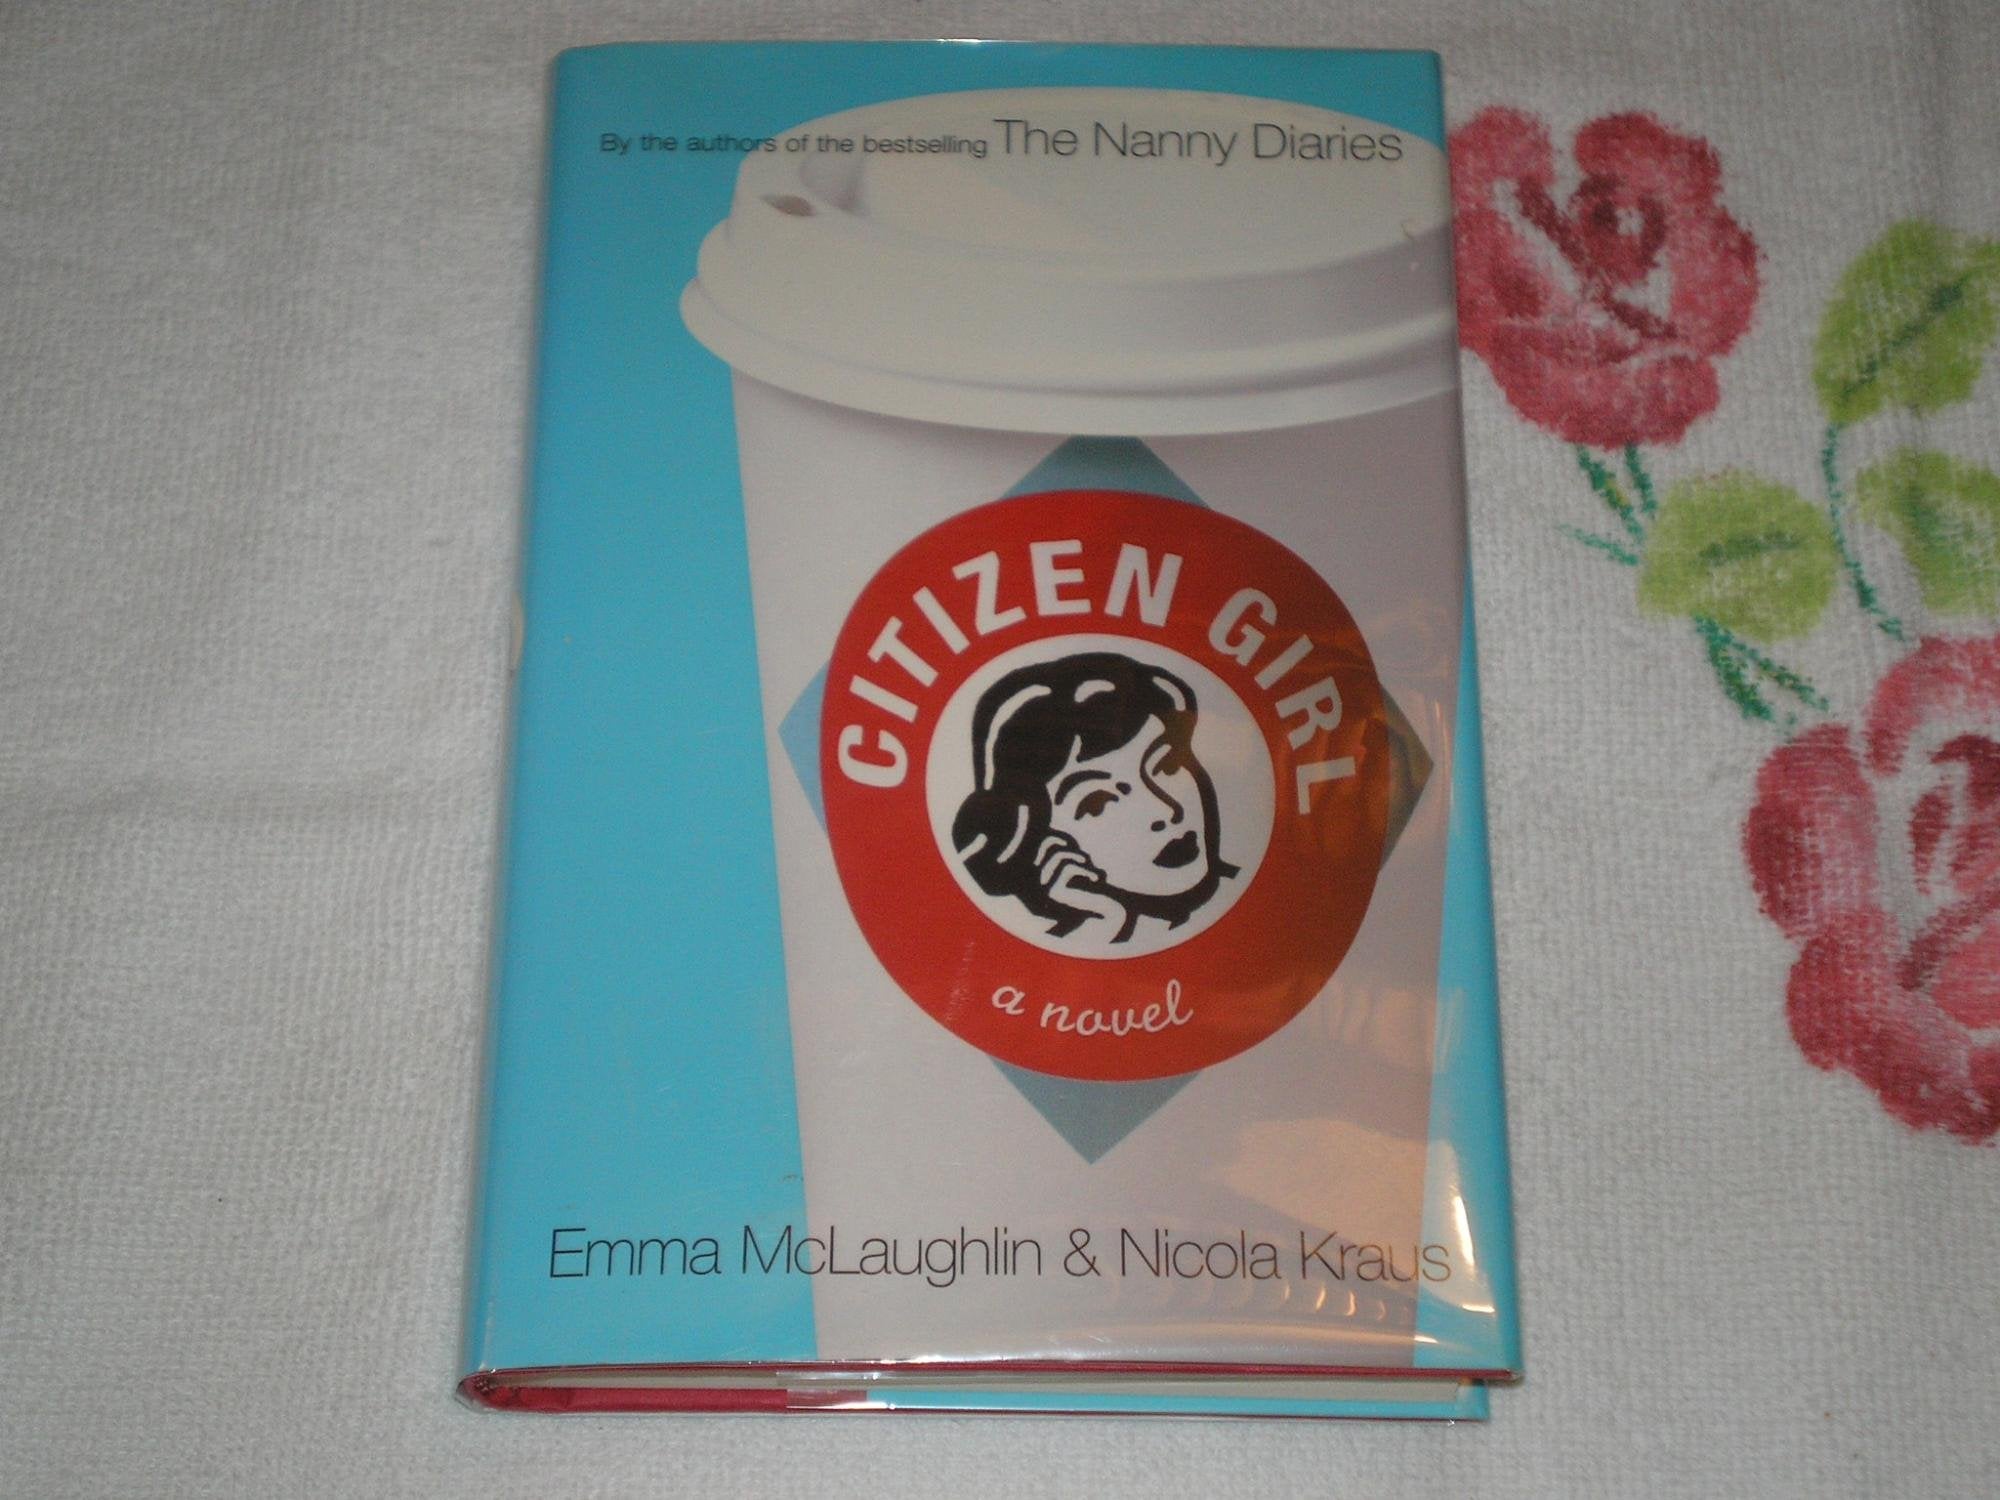 By the authors of the bestselling The Nanny Diaries
CITIZEN GIRL
a novel
Emma McLaughlin & Nicola Kraus